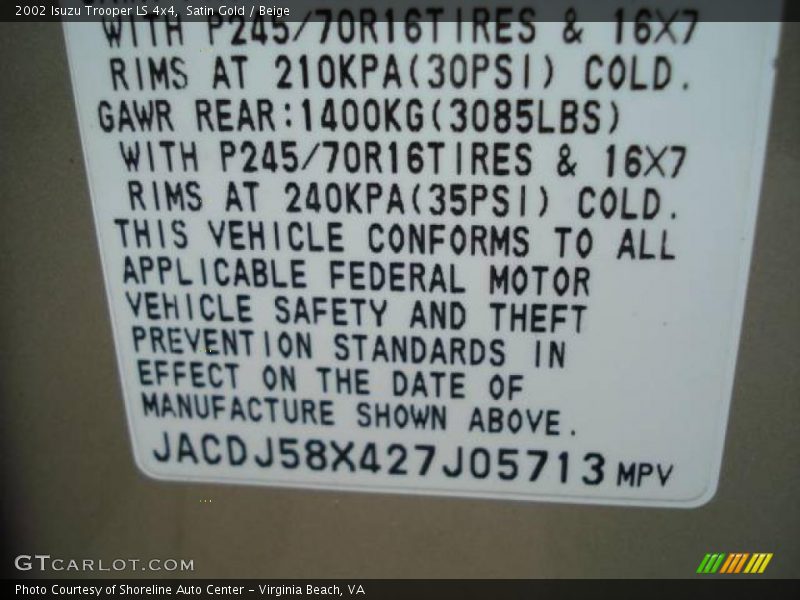 2002 Isuzu Trooper LS 4x4, Satin Gold / Beige
WITH P245/70R16TIRES & 16X7
RIMS AT 210KPA(30PSI) COLD.
GAWR REAR:1400KG(3085LBS)
WITH P245/70R16TIRES & 16X7
RIMS AT 240KPA(35PSI) COLD.
THIS VEHICLE CONFORMS TO ALL
APPLICABLE FEDERAL MOTOR
VEHICLE SAFETY AND THEFT
PREVENTION STANDARDS IN
EFFECT ON THE DATE OF
MANUFACTURE SHOWN ABOVE.
JACDJ58X427J05713 MPV
GTCARLOT.COM
Photo Courtesy of Shoreline Auto Center - Virginia Beach, VA